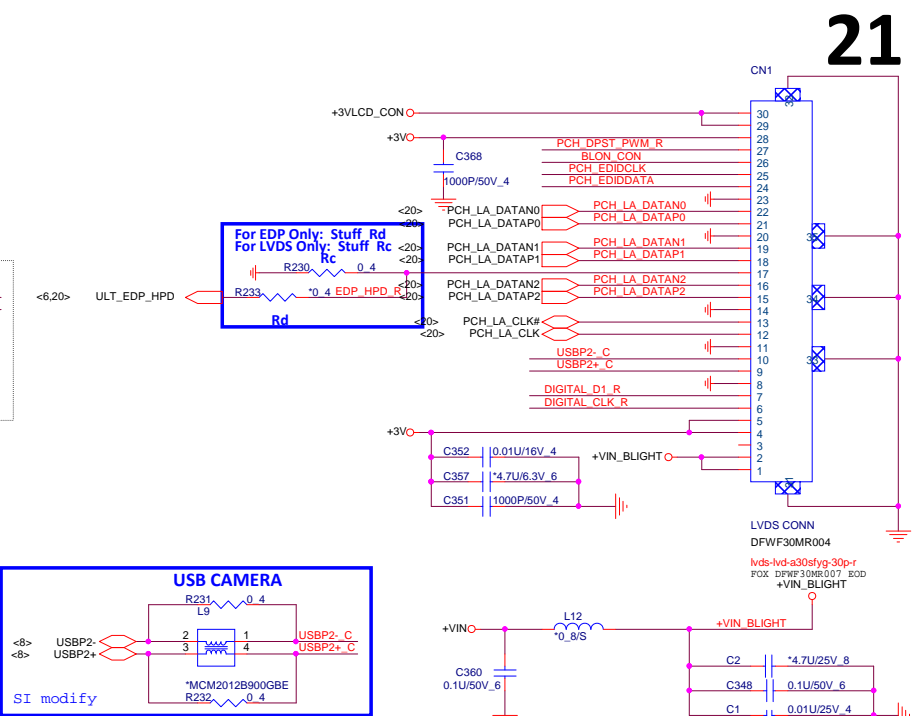 21
CN1
+3VLCD_CON
30
29
+3V
28
PCH_DPST_PWM_R
27
C368
BLON_CON
26
PCH_EDIDCLK
25
1000P/50V_4
PCH_EDIDDATA
24
23
<20> PCH_LA_DATAN0 PCH_LA_DATAN0
22
<20> PCH_LA_DATAP0 PCH_LA_DATAP0
21
20
For EDP Only: Stuff Rd
For LVDS Only: Stuff Rc
Rc
<20> PCH_LA_DATAN1 PCH_LA_DATAN1
19
<20> PCH_LA_DATAP1 PCH_LA_DATAP1
18
R230 0_4
17
<20> PCH_LA_DATAN2 PCH_LA_DATAN2
16
<6,20> ULT_EDP_HPD R233 *0_4 EDP_HPD_R
<20> PCH_LA_DATAP2 PCH_LA_DATAP2
15
14
Rd
<20> PCH_LA_CLK#
13
<20> PCH_LA_CLK
12
11
USBP2-_C
10
USBP2+_C
9
8
DIGITAL_D1_R
7
DIGITAL_CLK_R
6
5
+3V
4
3
C352 0.01U/16V_4
+VIN_BLIGHT
2
1
C357 *4.7U/6.3V_6
C351 1000P/50V_4
33
LVDS CONN
DFWF30MR004
lvds-lvd-a30sfyg-30p-r
FOX DFWF30MR007 EOD
+VIN_BLIGHT
USB CAMERA
R231 0_4
L9
<8> USBP2- 2 1 USBP2-_C
<8> USBP2+ 3 4 USBP2+_C
*MCM2012B900GBE
SI modify
R232 0_4
+VIN
L12
*0_8/S
+VIN_BLIGHT
C360
0.1U/50V_6
C2 *4.7U/25V_8
C348 0.1U/50V_6
C1 0.01U/25V_4